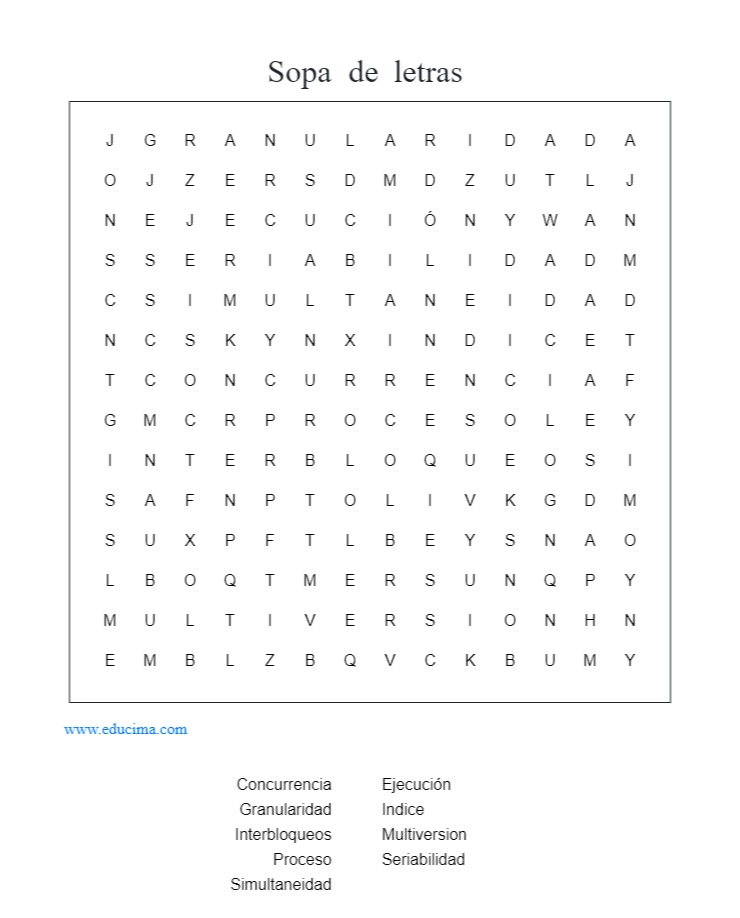 Sopa de letras
J G R A N U L A R I D A D A
O J Z E R S D M D Z U T L J
N E J E C U C I Ó N Y W A N
S S E R I A B I L I D A D M
C S I M U L T A N E I D A D
N C S K Y N X I N D I C E T
T C O N C U R R E N C I A F
G M C R P R O C E S O L E Y
I N T E R B L O Q U E O S I
S A F N P T O L I V K G D M
S U X P F T L B E Y S N A O
L B O Q T M E R S U N Q P Y
M U L T I V E R S I O N H N
E M B L Z B Q V C K B U M Y
www.educima.com
Concurrencia Ejecución
Granularidad Indice
Interbloqueos Multiversion
Proceso Seriabilidad
Simultaneidad